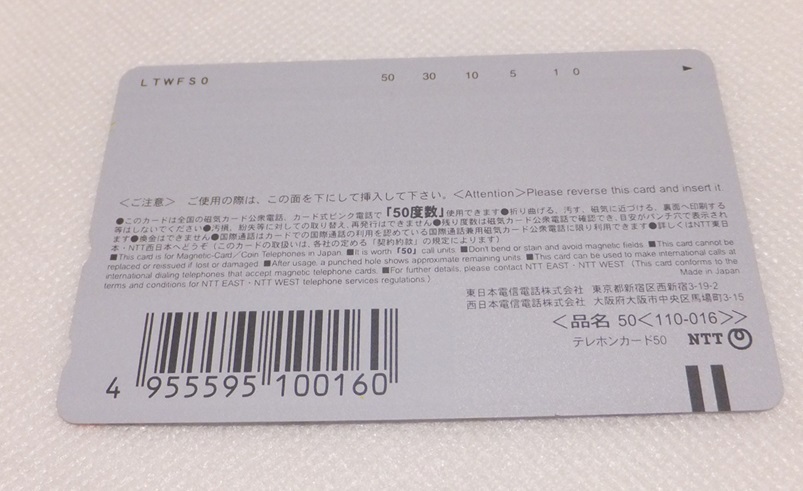 LTWFS0 50 30 10 5 1 0
＜ご注意＞ ご使用の際は、この面を下にして挿入して下さい。＜Attention＞Please reverse this card and insert it.
●このカードは全国の磁気カード公衆電話、カード式ピンク電話で「50度数」使用できます●折り曲げる、汚す、磁気に近づける、裏面へ印刷する
等はしないでください●汚損、紛失等に対しての取り替え、再発行はできません●残り度数は磁気カード公衆電話で確認でき、目安がパンチ穴で表示され
ます●換金はできません●国際通話はカードでの国際通話の利用を認めている国際通話兼用磁気カード公衆電話に限り利用できます●詳しくはNTT東日
本・NTT西日本へどうぞ（このカードの取扱いは、各社の定める「契約約款」の規定によります）
■This card is for Magnetic-Card／Coin Telephones in Japan. ■It is worth「50」call units. ■Don't bend or stain and avoid magnetic fields. ■This card cannot be
replaced or reissued if lost or damaged. ■After usage, a punched hole shows approximate remaining units. ■This card can be used to make international calls at
international dialing telephones that accept magnetic telephone cards. ■For further details, please contact NTT EAST・NTT WEST.（This card conforms to the
terms and conditions for NTT EAST・NTT WEST telephone services regulations.） Made in Japan
東日本電信電話株式会社 東京都新宿区西新宿3-19-2
西日本電信電話株式会社 大阪府大阪市中央区馬場町3-15
＜品名 50＜110-016＞＞
テレホンカード50 NTT
4 955595 100160